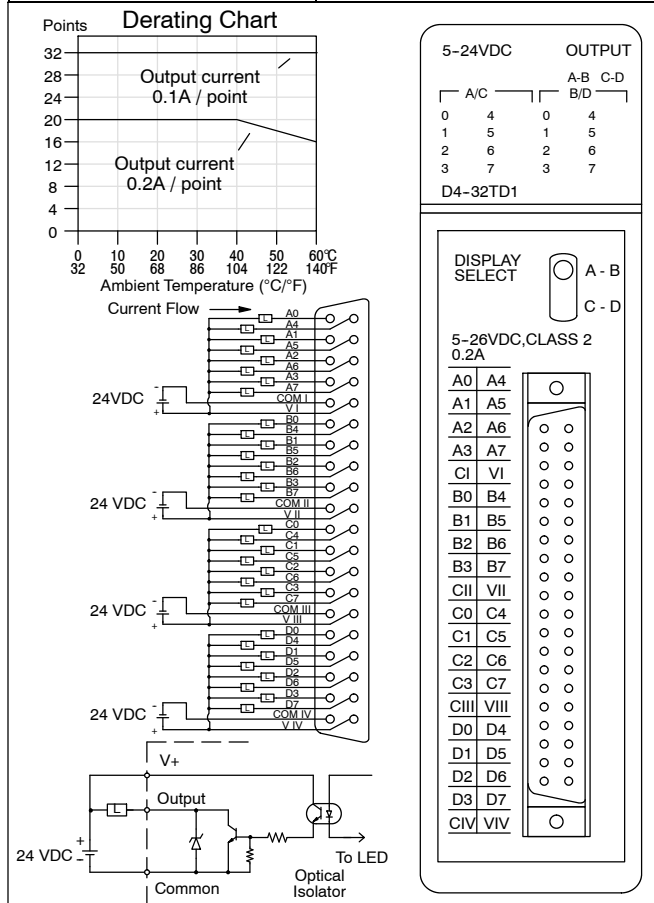 Points
Derating Chart
32
28
24
20
16
12
8
4
0
Output current
0.1A / point
Output current
0.2A / point
0 10 20 30 40 50 60°C
32 50 68 86 104 122 140°F
Ambient Temperature (°C/°F)
Current Flow
L A0
L A4
L A1
L A5
L A2
L A6
L A3
L A7
COM I
V I
24VDC - +
L B0
L B4
L B1
L B5
L B2
L B6
L B3
L B7
COM II
V II
24 VDC - +
L C0
L C4
L C1
L C5
L C2
L C6
L C3
L C7
COM III
V III
24 VDC - +
L D0
L D4
L D1
L D5
L D2
L D6
L D3
L D7
COM IV
V IV
24 VDC - +
V+
L
Output
24 VDC + -
To LED
Optical
Isolator
Common
5-24VDC OUTPUT
A-B C-D
A/C B/D
0 4 0 4
1 5 1 5
2 6 2 6
3 7 3 7
D4-32TD1
DISPLAY
SELECT
A - B
C - D
5-26VDC,CLASS 2
0.2A
A0 A4
A1 A5
A2 A6
A3 A7
CI VI
B0 B4
B1 B5
B2 B6
B3 B7
CII VII
C0 C4
C1 C5
C2 C6
C3 C7
CIII VIII
D0 D4
D1 D5
D2 D6
D3 D7
CIV VIV